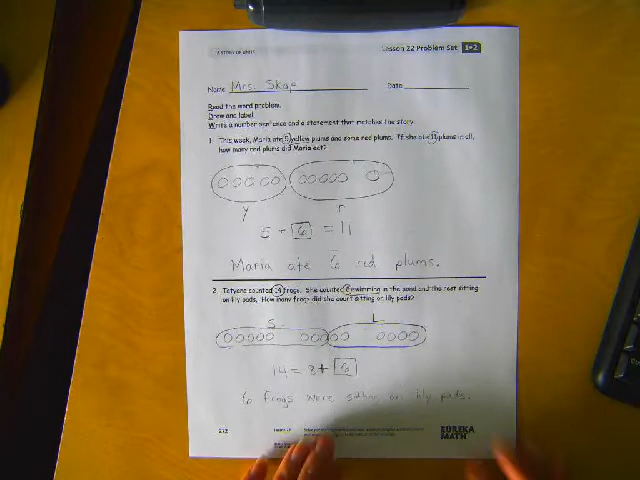 A STORY OF UNITS
Lesson 22 Problem Set 1•2
Name Mrs. Date
Read the word problem.
Draw and label.
Write a number sentence and a statement that matches the story.
1. This week, Maria ate 5 yellow plums and some red plums. If she ate 11 plums in all,
how many red plums did Maria eat?
y r
5 + 6 = 11
Maria ate 6 red plums.
2. Tatyana counted 14 frogs. She counted 8 swimming in the pond and the rest sitting
on lily pads. How many frogs did she count sitting on lily pads?
S L
14 = 8 + 6
6 frogs were sitting on lily pads.
EUREKA
MATH